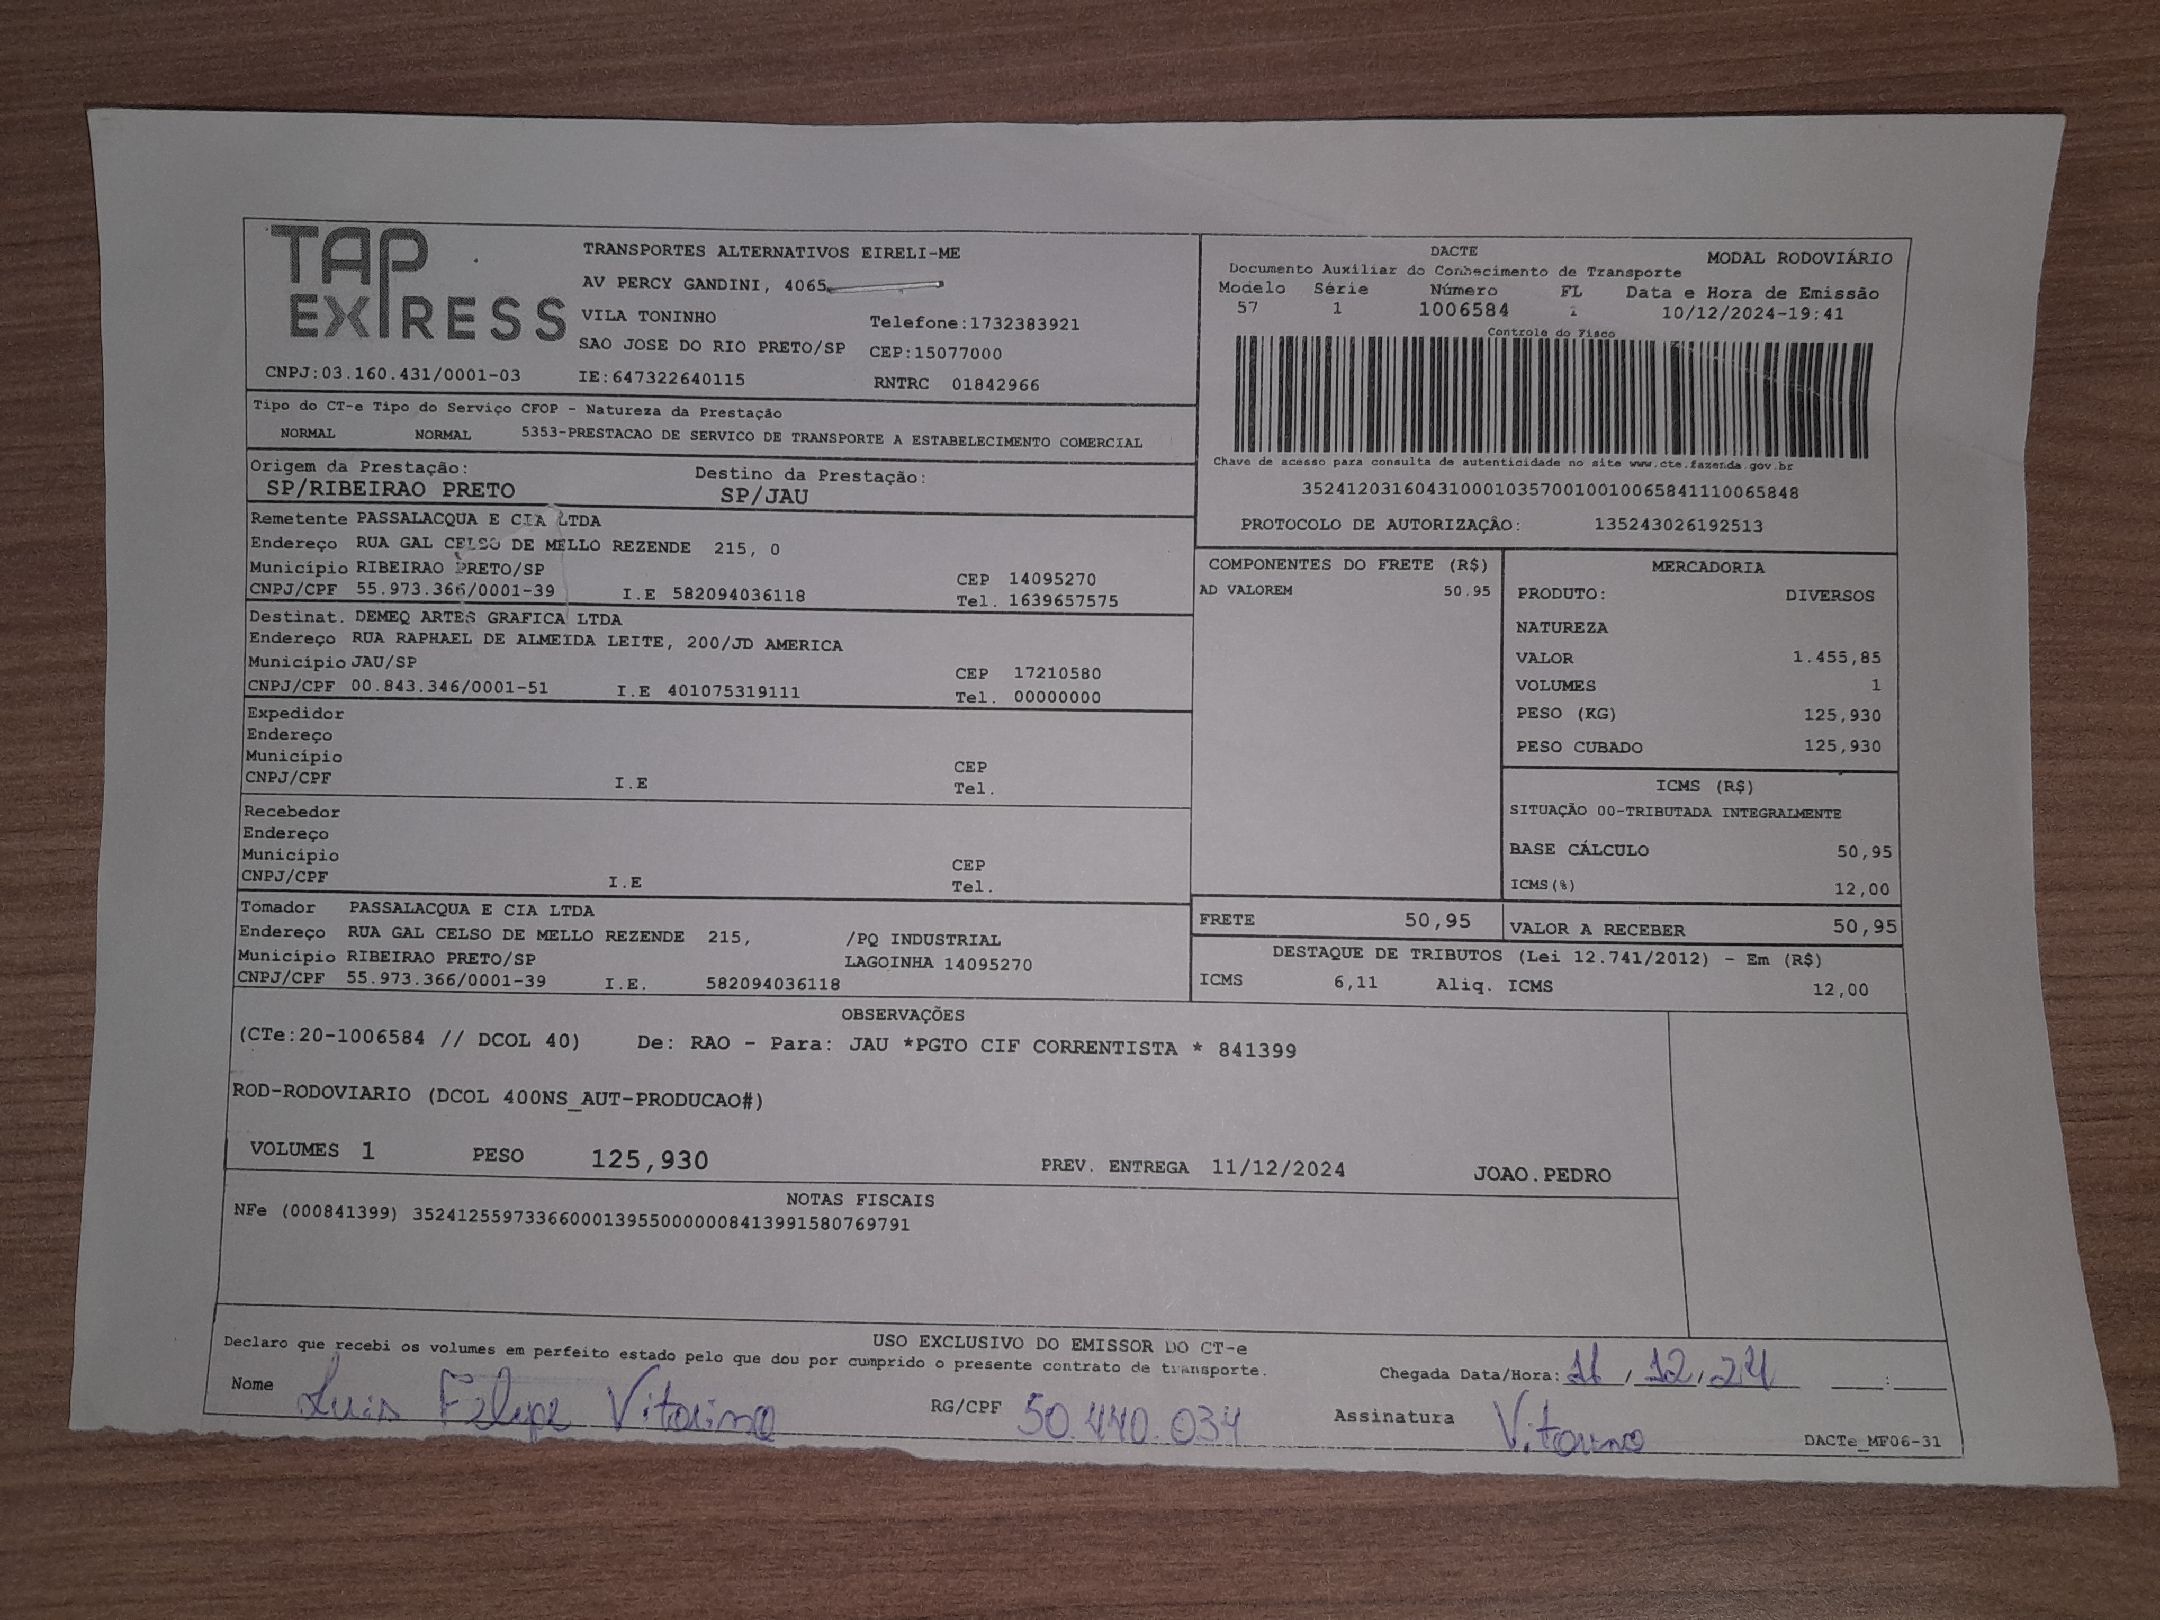 TAP
EXPRESS
TRANSPORTES ALTERNATIVOS EIRELI-ME
AV PERCY GANDINI, 4065
VILA TONINHO
Telefone:1732383921
SAO JOSE DO RIO PRETO/SP CEP:15077000
CNPJ:03.160.431/0001-03 IE:647322640115 RNTRC 01842966
DACTE MODAL RODOVIÁRIO
Documento Auxiliar do Conhecimento de Transporte
Modelo Série Número FL Data e Hora de Emissão
57 1 1006584 1 10/12/2024-19:41
Controle do Fisco
Chave de acesso para consulta de autenticidade no site www.cte.fazenda.gov.br
35241203160431000103570010010065841110065848
PROTOCOLO DE AUTORIZAÇÃO: 135243026192513
Tipo do CT-e Tipo do Serviço CFOP - Natureza da Prestação
NORMAL NORMAL 5353-PRESTACAO DE SERVICO DE TRANSPORTE A ESTABELECIMENTO COMERCIAL
Origem da Prestação: Destino da Prestação:
SP/RIBEIRAO PRETO SP/JAU
Remetente PASSALACQUA E CIA LTDA
Endereço RUA GAL CELSO DE MELLO REZENDE 215, 0
Município RIBEIRAO PRETO/SP CEP 14095270
CNPJ/CPF 55.973.366/0001-39 I.E 582094036118 Tel. 1639657575
Destinat. DEMEQ ARTES GRAFICA LTDA
Endereço RUA RAPHAEL DE ALMEIDA LEITE, 200/JD AMERICA
Município JAU/SP CEP 17210580
CNPJ/CPF 00.843.346/0001-51 I.E 401075319111 Tel. 00000000
Expedidor
Endereço
Município CEP
CNPJ/CPF I.E Tel.
Recebedor
Endereço
Município CEP
CNPJ/CPF I.E Tel.
Tomador PASSALACQUA E CIA LTDA
Endereço RUA GAL CELSO DE MELLO REZENDE 215, /PQ INDUSTRIAL
Município RIBEIRAO PRETO/SP LAGOINHA 14095270
CNPJ/CPF 55.973.366/0001-39 I.E. 582094036118
COMPONENTES DO FRETE (R$)
AD VALOREM 50.95
MERCADORIA
PRODUTO: DIVERSOS
NATUREZA
VALOR 1.455,85
VOLUMES 1
PESO (KG) 125,930
PESO CUBADO 125,930
ICMS (R$)
SITUAÇÃO 00-TRIBUTADA INTEGRALMENTE
BASE CÁLCULO 50,95
ICMS(%) 12,00
FRETE 50,95 VALOR A RECEBER 50,95
DESTAQUE DE TRIBUTOS (Lei 12.741/2012) - Em (R$)
ICMS 6,11 Aliq. ICMS 12,00
OBSERVAÇÕES
(CTe:20-1006584 // DCOL 40) De: RAO - Para: JAU *PGTO CIF CORRENTISTA * 841399
ROD-RODOVIARIO (DCOL 400NS_AUT-PRODUCAO#)
VOLUMES 1 PESO 125,930 PREV. ENTREGA 11/12/2024 JOAO.PEDRO
NOTAS FISCAIS
NFe (000841399) 35241255973366000139550000008413991580769791
USO EXCLUSIVO DO EMISSOR DO CT-e
Declaro que recebi os volumes em perfeito estado pelo que dou por cumprido o presente contrato de transporte.
Chegada Data/Hora: 11/12/24 :
Nome Luis Felipe Vitorino RG/CPF 50.440.034 Assinatura Vitorino
DACTe_MF06-31